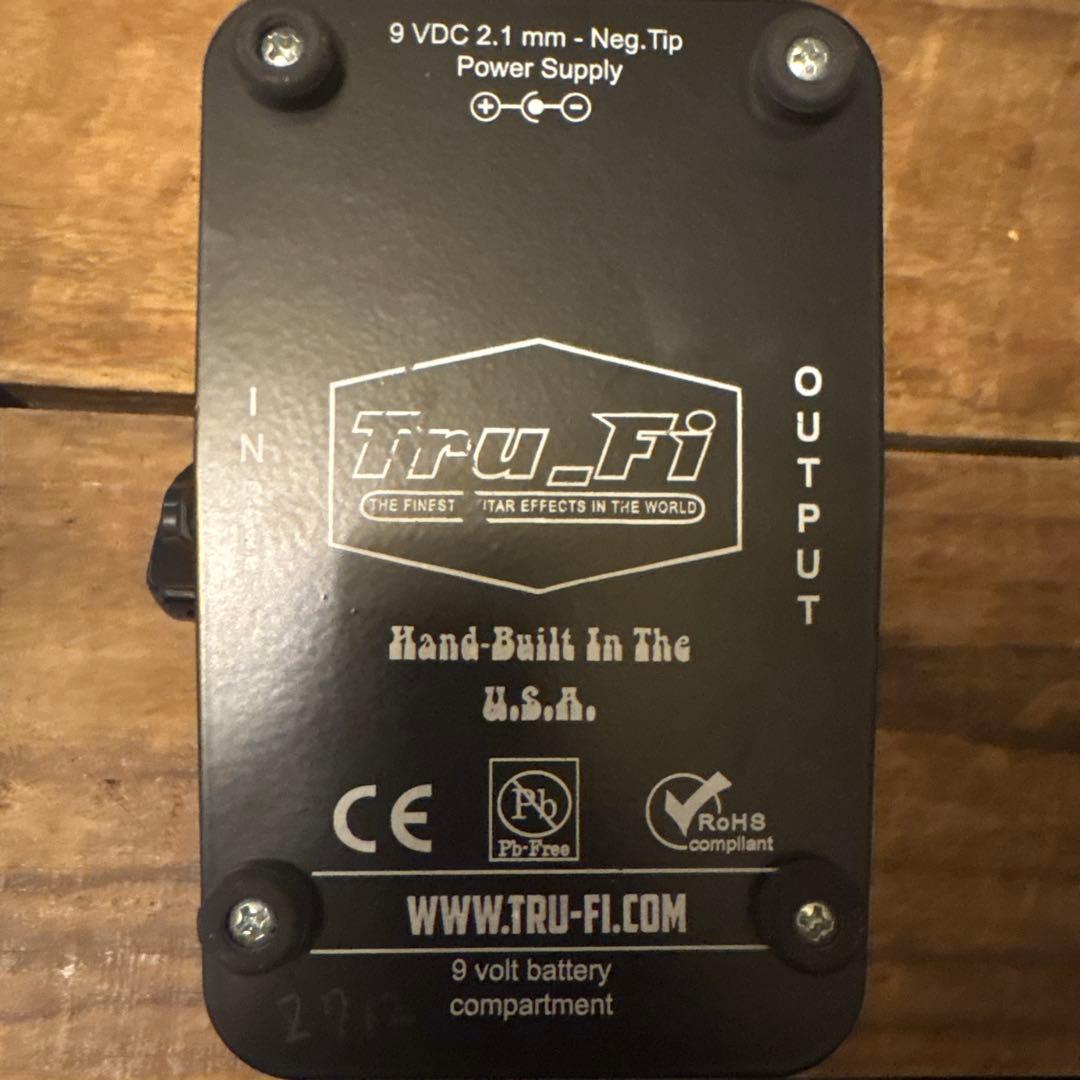 9 VDC 2.1 mm - Neg.Tip
Power Supply
IN
OUTPUT
Tru_Fi
THE FINEST ITAR EFFECTS IN THE WORLD
Hand-Built In The
U.S.A.
CE
Pb
Pb-Free
RoHS
compliant
WWW.TRU-FI.COM
9 volt battery
compartment